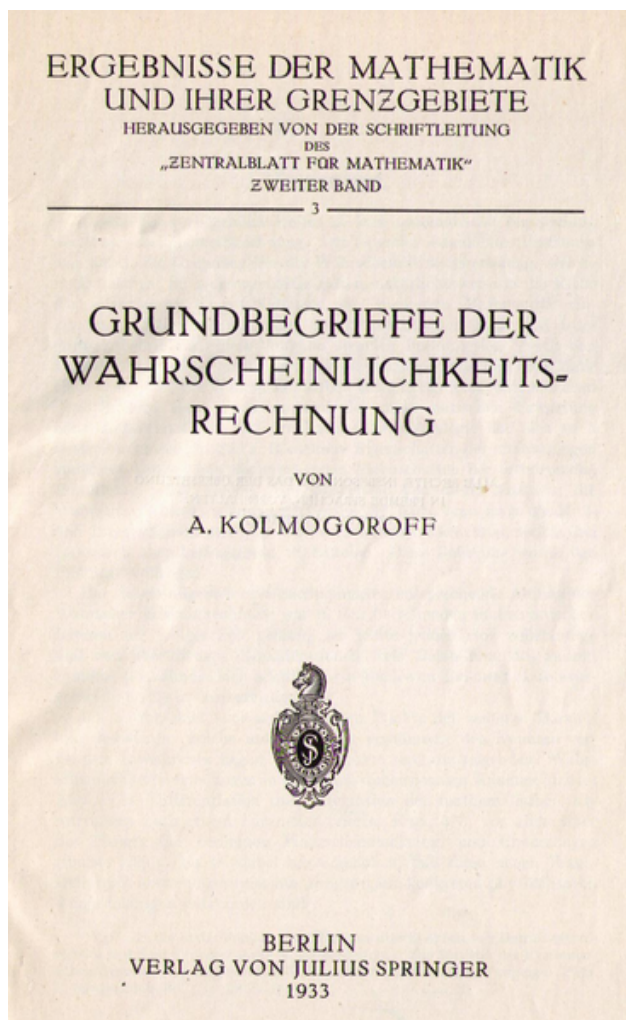 ERGEBNISSE DER MATHEMATIK
UND IHRER GRENZGEBIETE
HERAUSGEGEBEN VON DER SCHRIFTLEITUNG
DES
„ZENTRALBLATT FÜR MATHEMATIK“
ZWEITER BAND
3
GRUNDBEGRIFFE DER
WAHRSCHEINLICHKEITS-
RECHNUNG
VON
A. KOLMOGOROFF
BERLIN
VERLAG VON JULIUS SPRINGER
1933